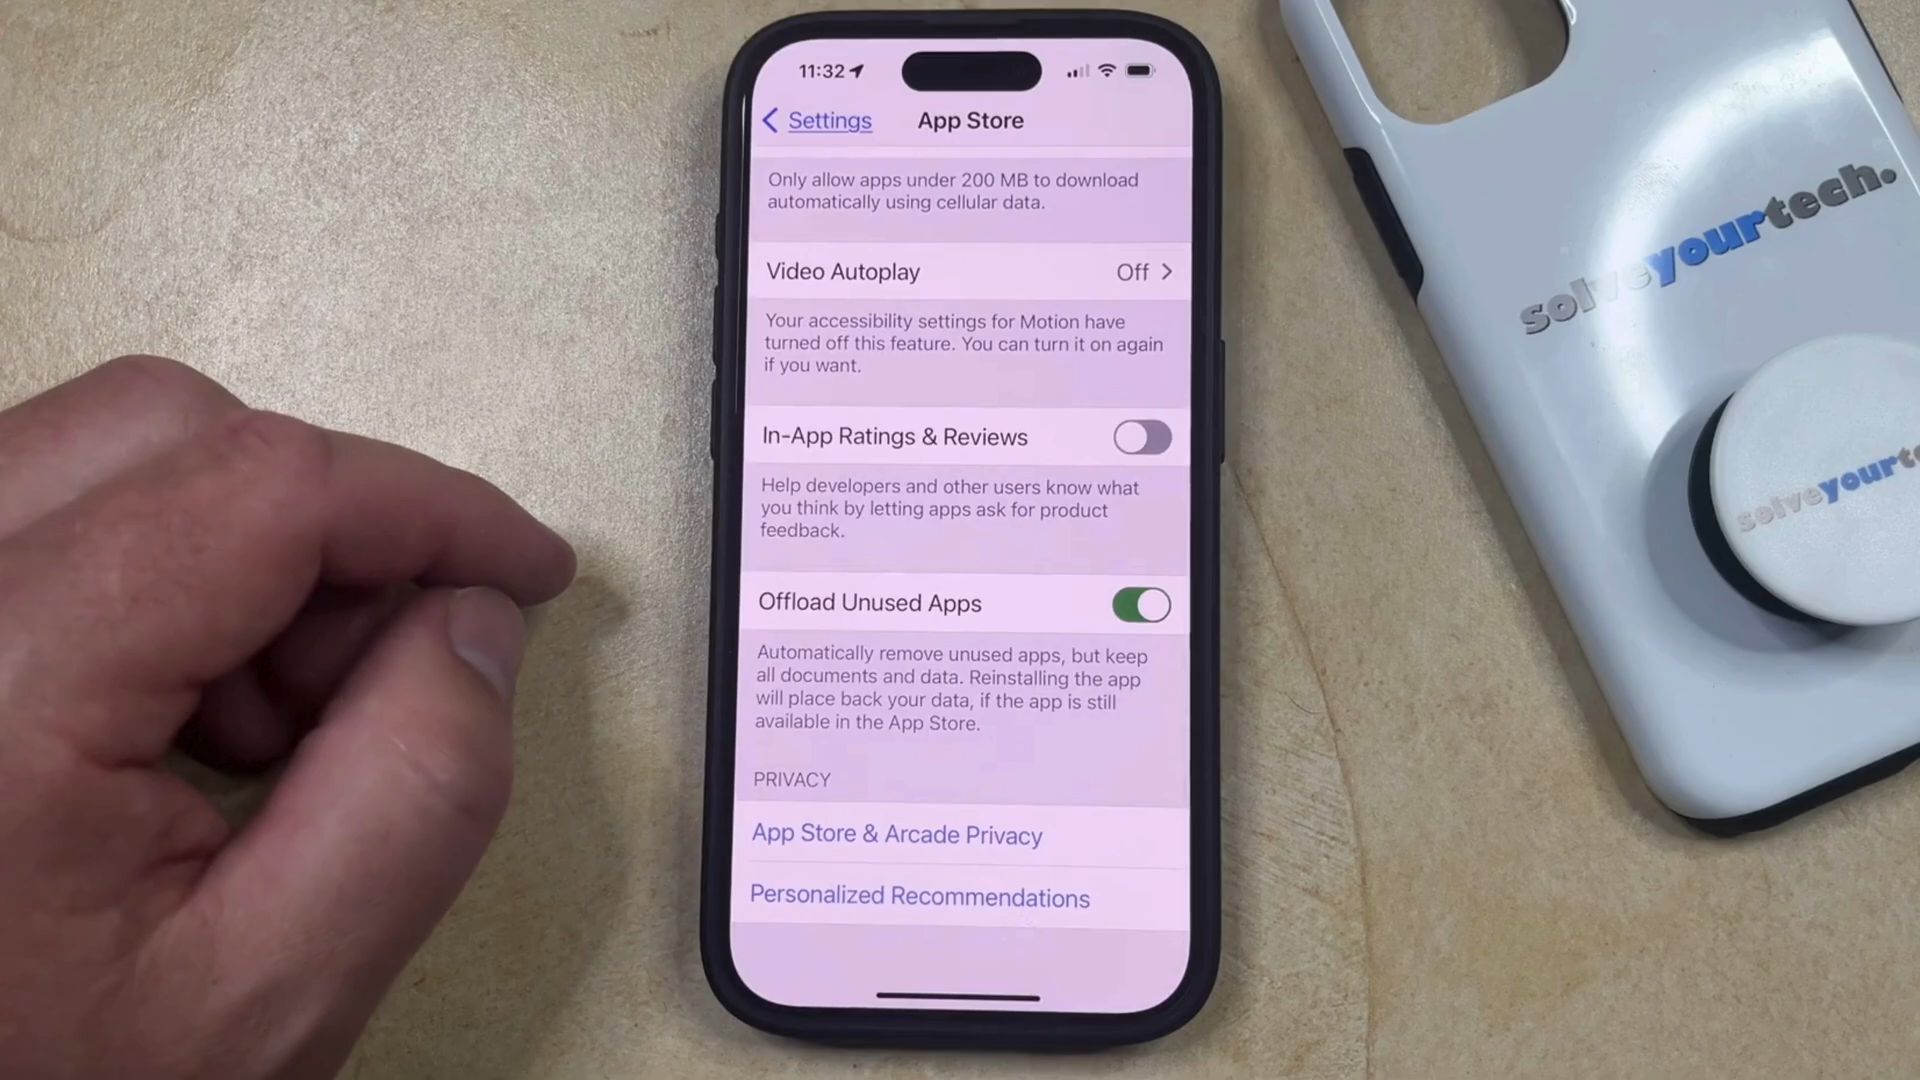 11:32
Settings
App Store
Only allow apps under 200 MB to download
automatically using cellular data.
Video Autoplay
Off
Your accessibility settings for Motion have
turned off this feature. You can turn it on again
if you want.
In-App Ratings & Reviews
Help developers and other users know what
you think by letting apps ask for product
feedback.
Offload Unused Apps
Automatically remove unused apps, but keep
all documents and data. Reinstalling the app
will place back your data, if the app is still
available in the App Store.
PRIVACY
App Store & Arcade Privacy
Personalized Recommendations
solveyourtech.
solveyourte